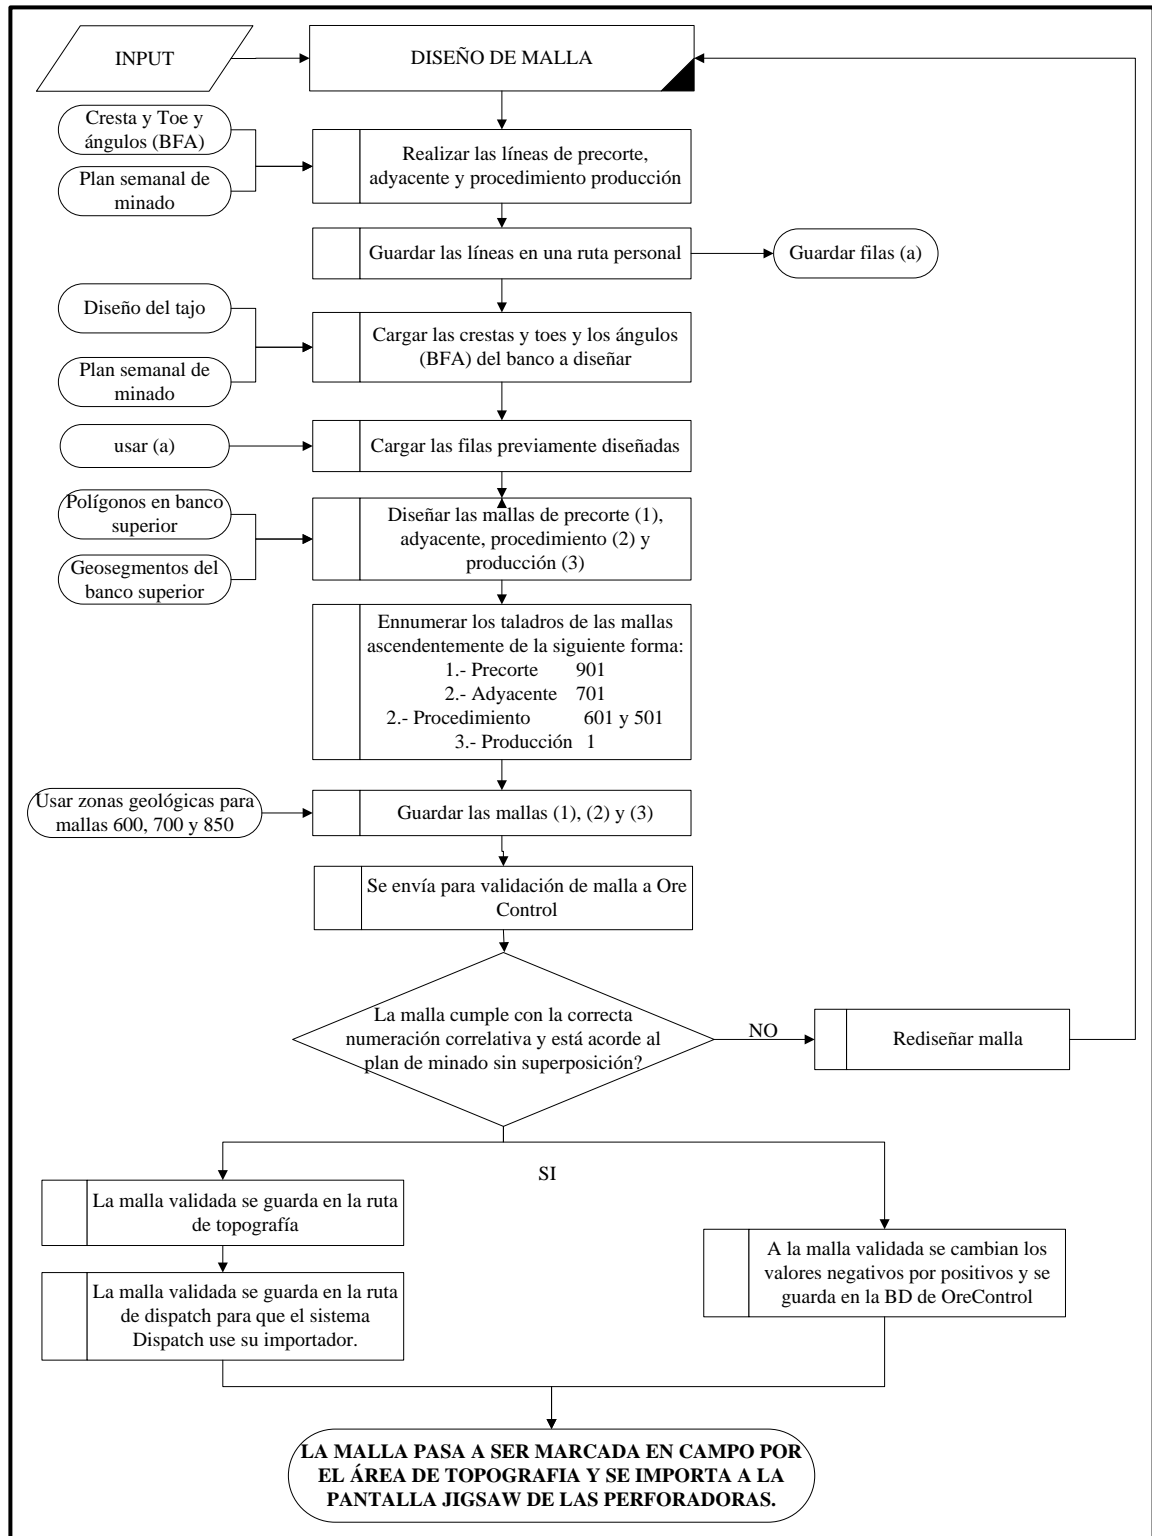 INPUT
DISEÑO DE MALLA
Cresta y Toe y
ángulos (BFA)
Plan semanal de
minado
Realizar las líneas de precorte,
adyacente y procedimiento producción
Guardar las líneas en una ruta personal
Guardar filas (a)
Diseño del tajo
Plan semanal de
minado
Cargar las crestas y toes y los ángulos
(BFA) del banco a diseñar
usar (a)
Cargar las filas previamente diseñadas
Polígonos en banco
superior
Geosegmentos del
banco superior
Diseñar las mallas de precorte (1),
adyacente, procedimiento (2) y
producción (3)
Ennumerar los taladros de las mallas
ascendentemente de la siguiente forma:
1.- Precorte 901
2.- Adyacente 701
2.- Procedimiento 601 y 501
3.- Producción 1
Usar zonas geológicas para
mallas 600, 700 y 850
Guardar las mallas (1), (2) y (3)
Se envía para validación de malla a Ore
Control
La malla cumple con la correcta
numeración correlativa y está acorde al
plan de minado sin superposición?
NO
Rediseñar malla
SI
La malla validada se guarda en la ruta
de topografía
La malla validada se guarda en la ruta
de dispatch para que el sistema
Dispatch use su importador.
A la malla validada se cambian los
valores negativos por positivos y se
guarda en la BD de OreControl
LA MALLA PASA A SER MARCADA EN CAMPO POR
EL ÁREA DE TOPOGRAFIA Y SE IMPORTA A LA
PANTALLA JIGSAW DE LAS PERFORADORAS.